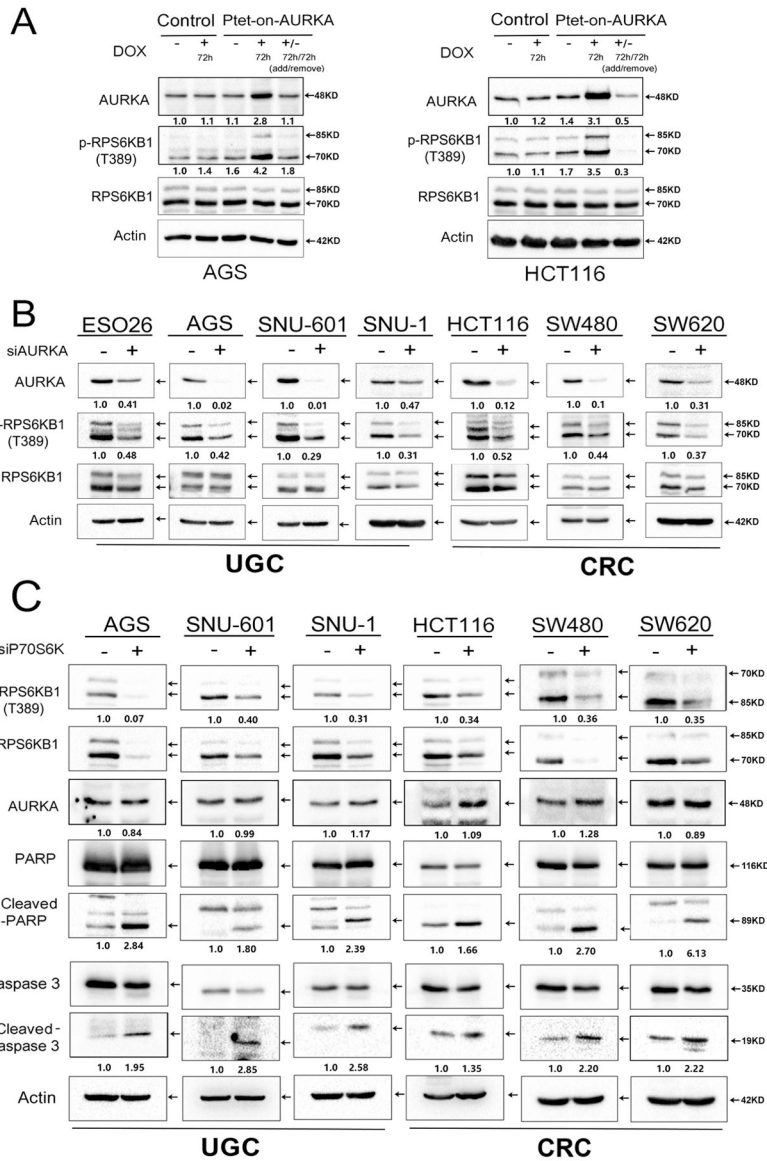 A
Control Ptet-on-AURKA Control Ptet-on-AURKA
DOX - + - + +/- DOX - + - + +/-
72h 72h 72h/72h 72h 72h 72h/72h
(add/remove) (add/remove)
AURKA ←48KD AURKA ←48KD
1.0 1.1 1.1 2.8 1.1 1.0 1.2 1.4 3.1 0.5
p-RPS6KB1 (T389) ←85KD ←70KD p-RPS6KB1 (T389) ←85KD ←70KD
1.0 1.4 1.6 4.2 1.8 1.0 1.1 1.7 3.5 0.3
RPS6KB1 ←85KD ←70KD RPS6KB1 ←85KD ←70KD
Actin ←42KD Actin ←42KD
AGS HCT116
B
ESO26 AGS SNU-601 SNU-1 HCT116 SW480 SW620
siAURKA - + - + - + - + - + - + - +
AURKA ←48KD
1.0 0.41 1.0 0.02 1.0 0.01 1.0 0.47 1.0 0.12 1.0 0.1 1.0 0.31
-RPS6KB1 (T389) ←85KD ←70KD
1.0 0.48 1.0 0.42 1.0 0.29 1.0 0.31 1.0 0.52 1.0 0.44 1.0 0.37
RPS6KB1 ←85KD ←70KD
Actin ←42KD
UGC CRC
C
AGS SNU-601 SNU-1 HCT116 SW480 SW620
siP70S6K - + - + - + - + - + - +
RPS6KB1 (T389) ←70KD ←85KD
1.0 0.07 1.0 0.40 1.0 0.31 1.0 0.34 1.0 0.36 1.0 0.35
RPS6KB1 ←85KD ←70KD
AURKA ←48KD
1.0 0.84 1.0 0.99 1.0 1.17 1.0 1.09 1.0 1.28 1.0 0.89
PARP ←116KD
Cleaved
-PARP ←89KD
1.0 2.84 1.0 1.80 1.0 2.39 1.0 1.66 1.0 2.70 1.0 6.13
aspase 3 ←35KD
Cleaved-
aspase 3 ←19KD
1.0 1.95 1.0 2.85 1.0 2.58 1.0 1.35 1.0 2.20 1.0 2.22
Actin ←42KD
UGC CRC